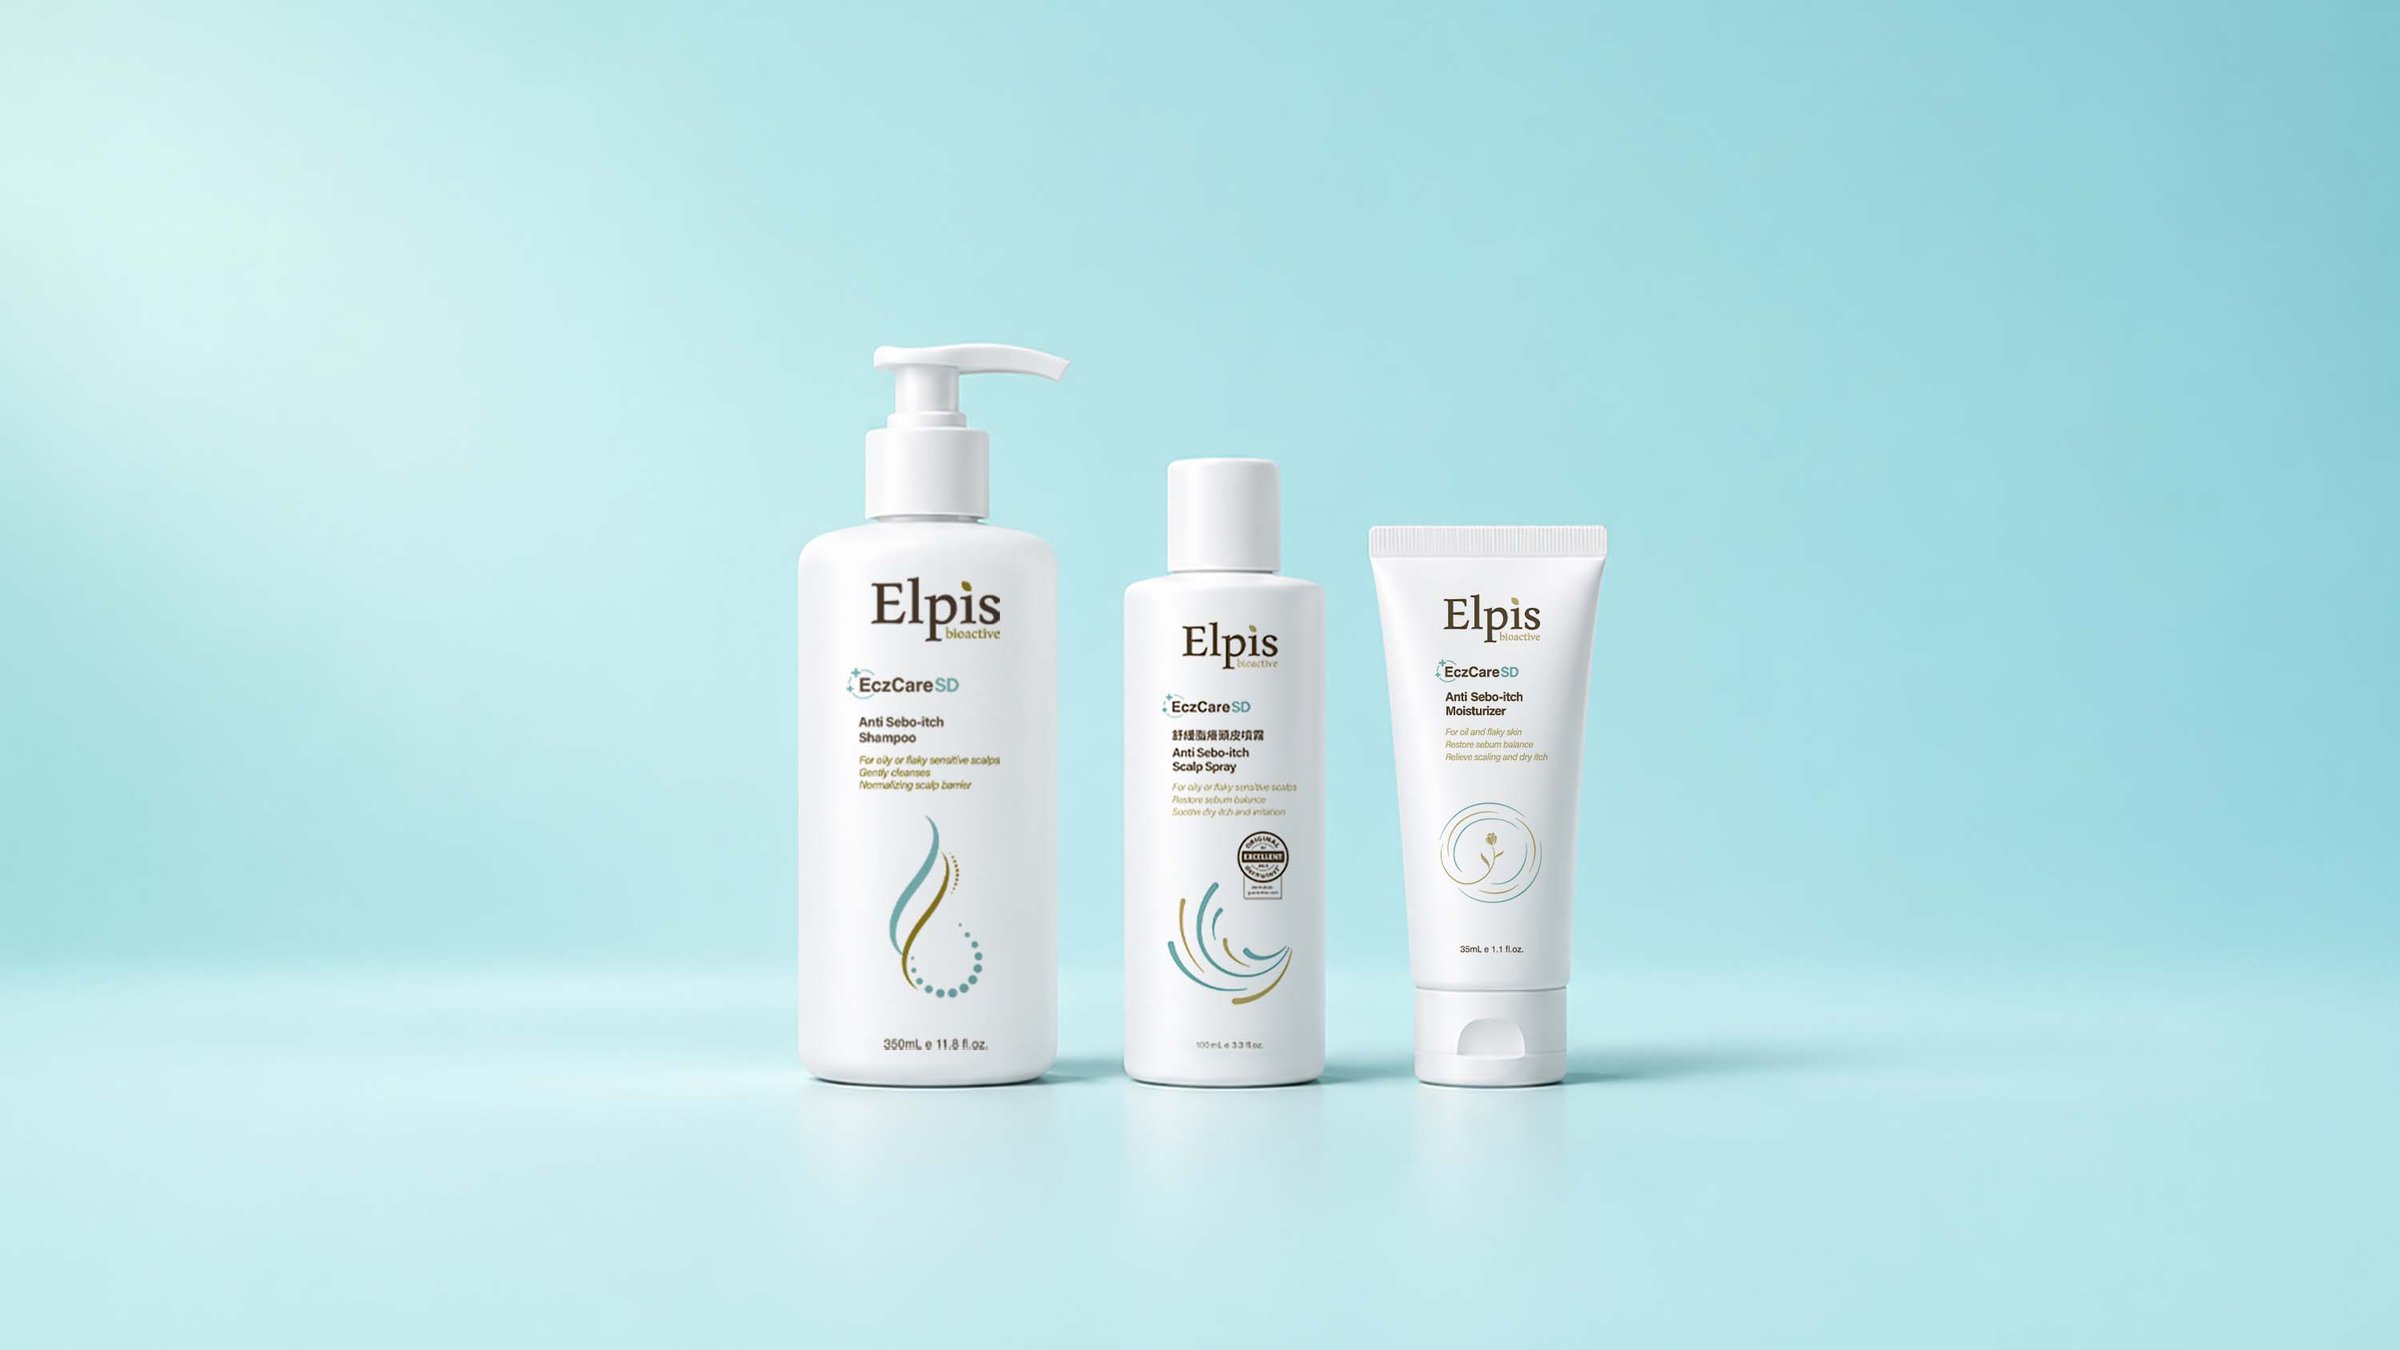 Elpis
bioactive
EczCareSD
Anti Sebo-itch
Shampoo
For oily or flaky sensitive scalps
Gently cleanses
Normalizing scalp barrier
350mL e 11.8 fl.oz.
Elpis
bioactive
EczCareSD
舒緩脂癢頭皮噴霧
Anti Sebo-itch
Scalp Spray
For oily or flaky sensitive scalps
Restore sebum balance
Soothe dry itch and irritation
ORIGINAL
EXCELLENT
dermatest
100mL e 3.3 fl.oz.
Elpis
bioactive
EczCareSD
Anti Sebo-itch
Moisturizer
For oil and flaky skin
Restore sebum balance
Relieve scaling and dry itch
35mL e 1.1 fl.oz.